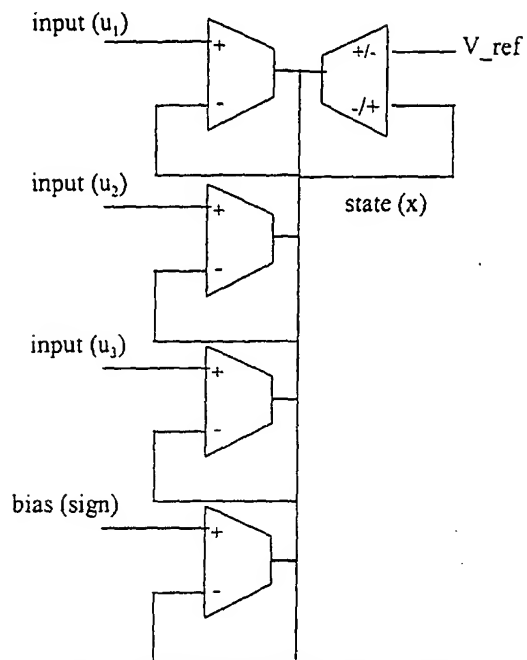 input (u₁)
+
-
+/-
-/+
V_ref
input (u₂)
+
-
state (x)
input (u₃)
+
-
bias (sign)
+
-